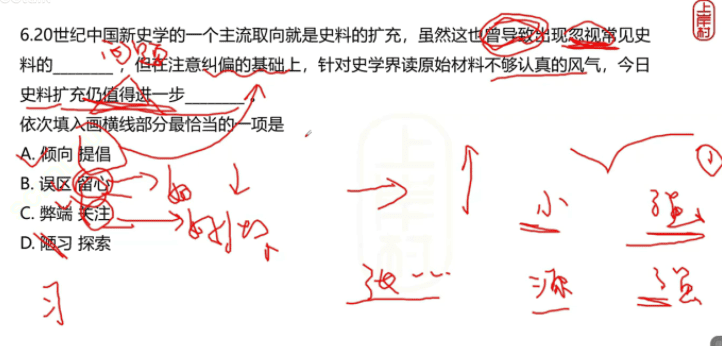 上岸村
6.20世纪中国新史学的一个主流取向就是史料的扩充，虽然这也曾导致出现忽视常见史
问题
料的________，但在注意纠偏的基础上，针对史学界读原始材料不够认真的风气，今日
史料扩充仍值得进一步________。
依次填入画横线部分最恰当的一项是
A. 倾向 提倡
B. 误区 留心
C. 弊端 关注
D. 陋习 探索
小 强
强 源 强
习
上岸村